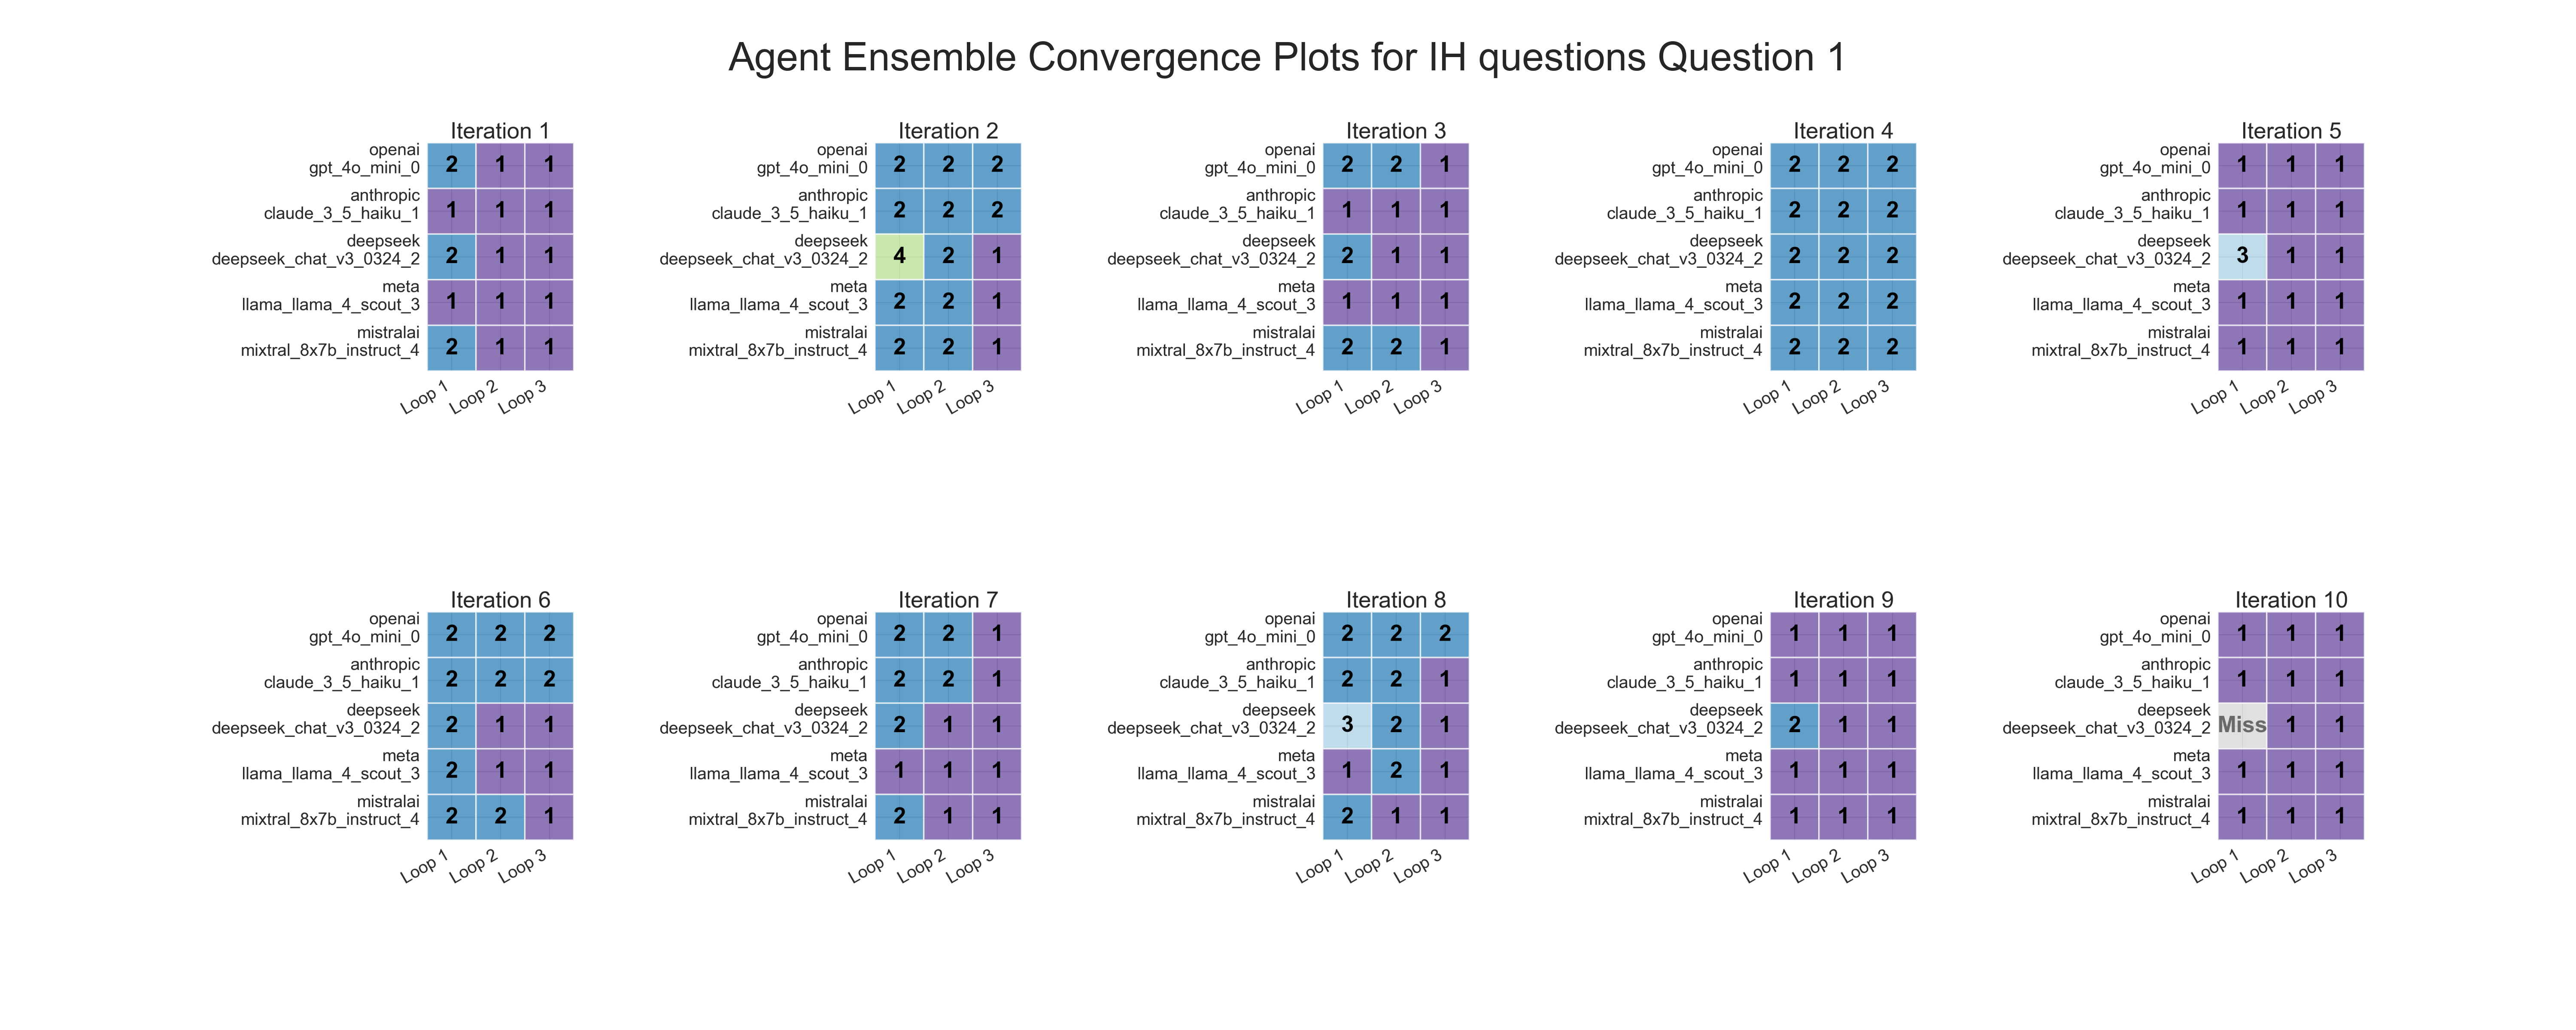 Agent Ensemble Convergence Plots for IH questions Question 1
Iteration 1
openai
gpt_4o_mini_0
2 1 1
anthropic
claude_3_5_haiku_1
1 1 1
deepseek
deepseek_chat_v3_0324_2
2 1 1
meta
llama_llama_4_scout_3
1 1 1
mistralai
mixtral_8x7b_instruct_4
2 1 1
Loop 1 Loop 2 Loop 3
Iteration 2
openai
gpt_4o_mini_0
2 2 2
anthropic
claude_3_5_haiku_1
2 2 2
deepseek
deepseek_chat_v3_0324_2
4 2 1
meta
llama_llama_4_scout_3
2 2 1
mistralai
mixtral_8x7b_instruct_4
2 2 1
Loop 1 Loop 2 Loop 3
Iteration 3
openai
gpt_4o_mini_0
2 2 1
anthropic
claude_3_5_haiku_1
1 1 1
deepseek
deepseek_chat_v3_0324_2
2 1 1
meta
llama_llama_4_scout_3
1 1 1
mistralai
mixtral_8x7b_instruct_4
2 2 1
Loop 1 Loop 2 Loop 3
Iteration 4
openai
gpt_4o_mini_0
2 2 2
anthropic
claude_3_5_haiku_1
2 2 2
deepseek
deepseek_chat_v3_0324_2
2 2 2
meta
llama_llama_4_scout_3
2 2 2
mistralai
mixtral_8x7b_instruct_4
2 2 2
Loop 1 Loop 2 Loop 3
Iteration 5
openai
gpt_4o_mini_0
1 1 1
anthropic
claude_3_5_haiku_1
1 1 1
deepseek
deepseek_chat_v3_0324_2
3 1 1
meta
llama_llama_4_scout_3
1 1 1
mistralai
mixtral_8x7b_instruct_4
1 1 1
Loop 1 Loop 2 Loop 3
Iteration 6
openai
gpt_4o_mini_0
2 2 2
anthropic
claude_3_5_haiku_1
2 2 2
deepseek
deepseek_chat_v3_0324_2
2 1 1
meta
llama_llama_4_scout_3
2 1 1
mistralai
mixtral_8x7b_instruct_4
2 2 1
Loop 1 Loop 2 Loop 3
Iteration 7
openai
gpt_4o_mini_0
2 2 1
anthropic
claude_3_5_haiku_1
2 2 1
deepseek
deepseek_chat_v3_0324_2
2 1 1
meta
llama_llama_4_scout_3
1 1 1
mistralai
mixtral_8x7b_instruct_4
2 1 1
Loop 1 Loop 2 Loop 3
Iteration 8
openai
gpt_4o_mini_0
2 2 2
anthropic
claude_3_5_haiku_1
2 2 1
deepseek
deepseek_chat_v3_0324_2
3 2 1
meta
llama_llama_4_scout_3
1 2 1
mistralai
mixtral_8x7b_instruct_4
2 1 1
Loop 1 Loop 2 Loop 3
Iteration 9
openai
gpt_4o_mini_0
1 1 1
anthropic
claude_3_5_haiku_1
1 1 1
deepseek
deepseek_chat_v3_0324_2
2 1 1
meta
llama_llama_4_scout_3
1 1 1
mistralai
mixtral_8x7b_instruct_4
1 1 1
Loop 1 Loop 2 Loop 3
Iteration 10
openai
gpt_4o_mini_0
1 1 1
anthropic
claude_3_5_haiku_1
1 1 1
deepseek
deepseek_chat_v3_0324_2
Miss 1 1
meta
llama_llama_4_scout_3
1 1 1
mistralai
mixtral_8x7b_instruct_4
1 1 1
Loop 1 Loop 2 Loop 3